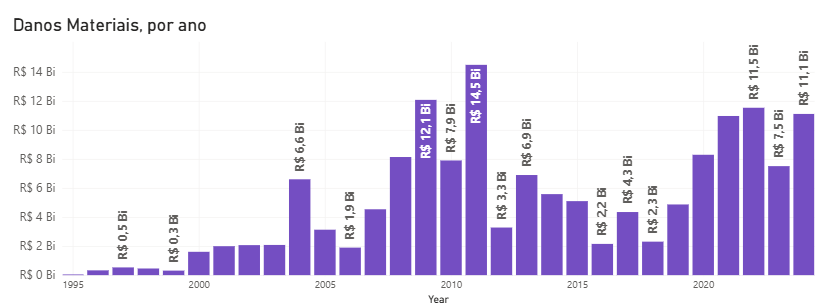 Danos Materiais, por ano
R$ 14 Bi
R$ 12 Bi
R$ 10 Bi
R$ 8 Bi
R$ 6 Bi
R$ 4 Bi
R$ 2 Bi
R$ 0 Bi
R$ 0,5 Bi
R$ 0,3 Bi
R$ 6,6 Bi
R$ 1,9 Bi
R$ 12,1 Bi
R$ 7,9 Bi
R$ 14,5 Bi
R$ 3,3 Bi
R$ 6,9 Bi
R$ 2,2 Bi
R$ 4,3 Bi
R$ 2,3 Bi
R$ 11,5 Bi
R$ 7,5 Bi
R$ 11,1 Bi
1995 2000 2005 2010 2015 2020
Year